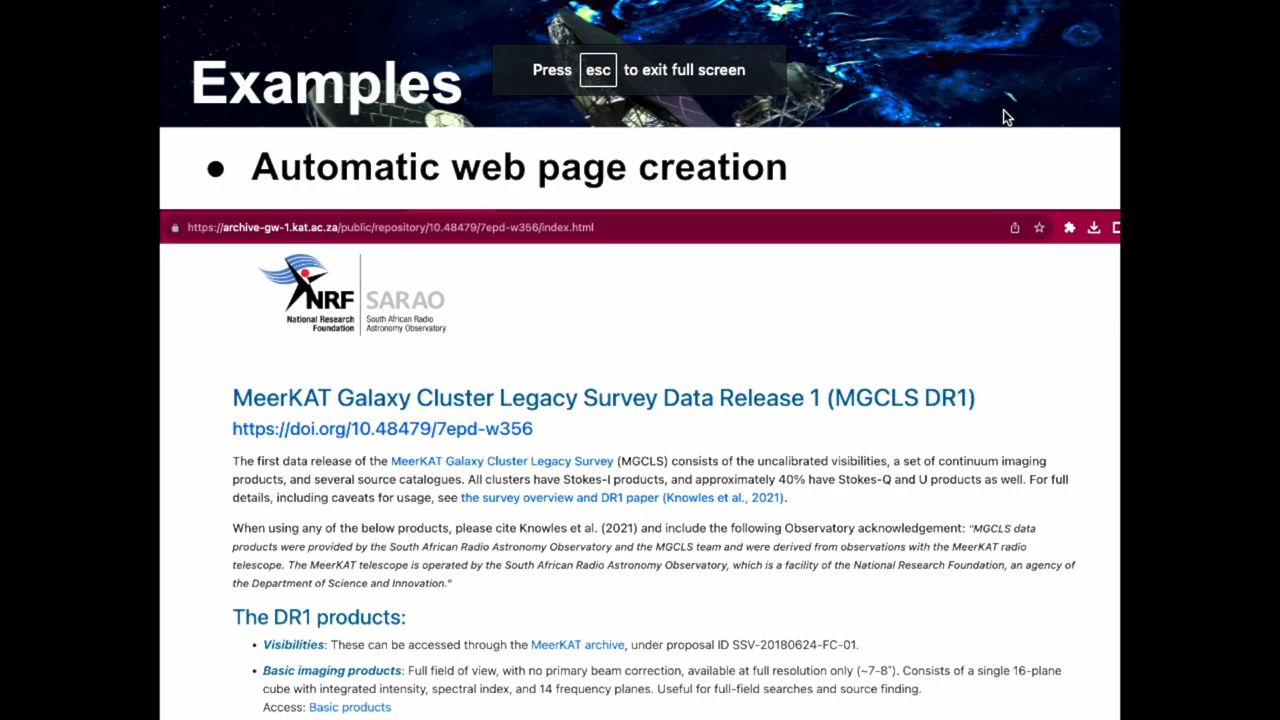 Examples
Press esc to exit full screen
• Automatic web page creation
https://archive-gw-1.kat.ac.za/public/repository/10.48479/7epd-w356/index.html
NRF SARAO
National Research Foundation
South African Radio Astronomy Observatory
MeerKAT Galaxy Cluster Legacy Survey Data Release 1 (MGCLS DR1)
https://doi.org/10.48479/7epd-w356
The first data release of the MeerKAT Galaxy Cluster Legacy Survey (MGCLS) consists of the uncalibrated visibilities, a set of continuum imaging
products, and several source catalogues. All clusters have Stokes-I products, and approximately 40% have Stokes-Q and U products as well. For full
details, including caveats for usage, see the survey overview and DR1 paper (Knowles et al., 2021).
When using any of the below products, please cite Knowles et al. (2021) and include the following Observatory acknowledgement: "MGCLS data
products were provided by the South African Radio Astronomy Observatory and the MGCLS team and were derived from observations with the MeerKAT radio
telescope. The MeerKAT telescope is operated by the South African Radio Astronomy Observatory, which is a facility of the National Research Foundation, an agency of
the Department of Science and Innovation."
The DR1 products:
• Visibilities: These can be accessed through the MeerKAT archive, under proposal ID SSV-20180624-FC-01.
• Basic imaging products: Full field of view, with no primary beam correction, available at full resolution only (~7-8"). Consists of a single 16-plane
cube with integrated intensity, spectral index, and 14 frequency planes. Useful for full-field searches and source finding.
Access: Basic products